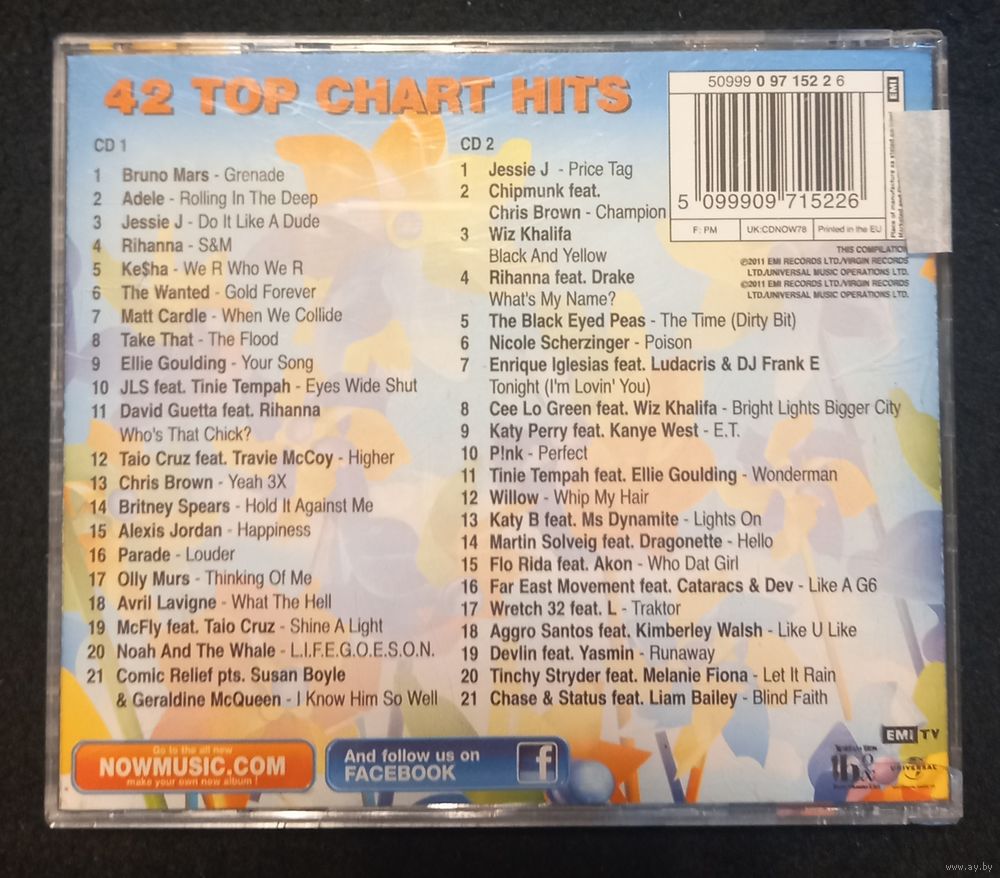 42 TOP CHART HITS
CD 1
1 Bruno Mars - Grenade
2 Adele - Rolling In The Deep
3 Jessie J - Do It Like A Dude
4 Rihanna - S&M
5 Ke$ha - We R Who We R
6 The Wanted - Gold Forever
7 Matt Cardle - When We Collide
8 Take That - The Flood
9 Ellie Goulding - Your Song
10 JLS feat. Tinie Tempah - Eyes Wide Shut
11 David Guetta feat. Rihanna
Who's That Chick?
12 Taio Cruz feat. Travie McCoy - Higher
13 Chris Brown - Yeah 3X
14 Britney Spears - Hold It Against Me
15 Alexis Jordan - Happiness
16 Parade - Louder
17 Olly Murs - Thinking Of Me
18 Avril Lavigne - What The Hell
19 McFly feat. Taio Cruz - Shine A Light
20 Noah And The Whale - L.I.F.E.G.O.E.S.O.N.
21 Comic Relief pts. Susan Boyle
& Geraldine McQueen - I Know Him So Well
CD 2
1 Jessie J - Price Tag
2 Chipmunk feat.
Chris Brown - Champion
3 Wiz Khalifa
Black And Yellow
4 Rihanna feat. Drake
What's My Name?
5 The Black Eyed Peas - The Time (Dirty Bit)
6 Nicole Scherzinger - Poison
7 Enrique Iglesias feat. Ludacris & DJ Frank E
Tonight (I'm Lovin' You)
8 Cee Lo Green feat. Wiz Khalifa - Bright Lights Bigger City
9 Katy Perry feat. Kanye West - E.T.
10 P!nk - Perfect
11 Tinie Tempah feat. Ellie Goulding - Wonderman
12 Willow - Whip My Hair
13 Katy B feat. Ms Dynamite - Lights On
14 Martin Solveig feat. Dragonette - Hello
15 Flo Rida feat. Akon - Who Dat Girl
16 Far East Movement feat. Cataracs & Dev - Like A G6
17 Wretch 32 feat. L - Traktor
18 Aggro Santos feat. Kimberley Walsh - Like U Like
19 Devlin feat. Yasmin - Runaway
20 Tinchy Stryder feat. Melanie Fiona - Let It Rain
21 Chase & Status feat. Liam Bailey - Blind Faith
50999 0 97 152 2 6
5 099909 715226
F: PM
UK:CDNOW78
Printed in the EU
EMI
Place of manufacture as stated on
THIS COMPILATION
℗2011 EMI RECORDS LTD./VIRGIN RECORDS
LTD./UNIVERSAL MUSIC OPERATIONS LTD.
©2011 EMI RECORDS LTD./VIRGIN RECORDS
LTD./UNIVERSAL MUSIC OPERATIONS LTD.
Go to the all new
NOWMUSIC.COM
make your own new album!
And follow us on
FACEBOOK
f
EMI TV
UNIVERSAL
www.ay.by